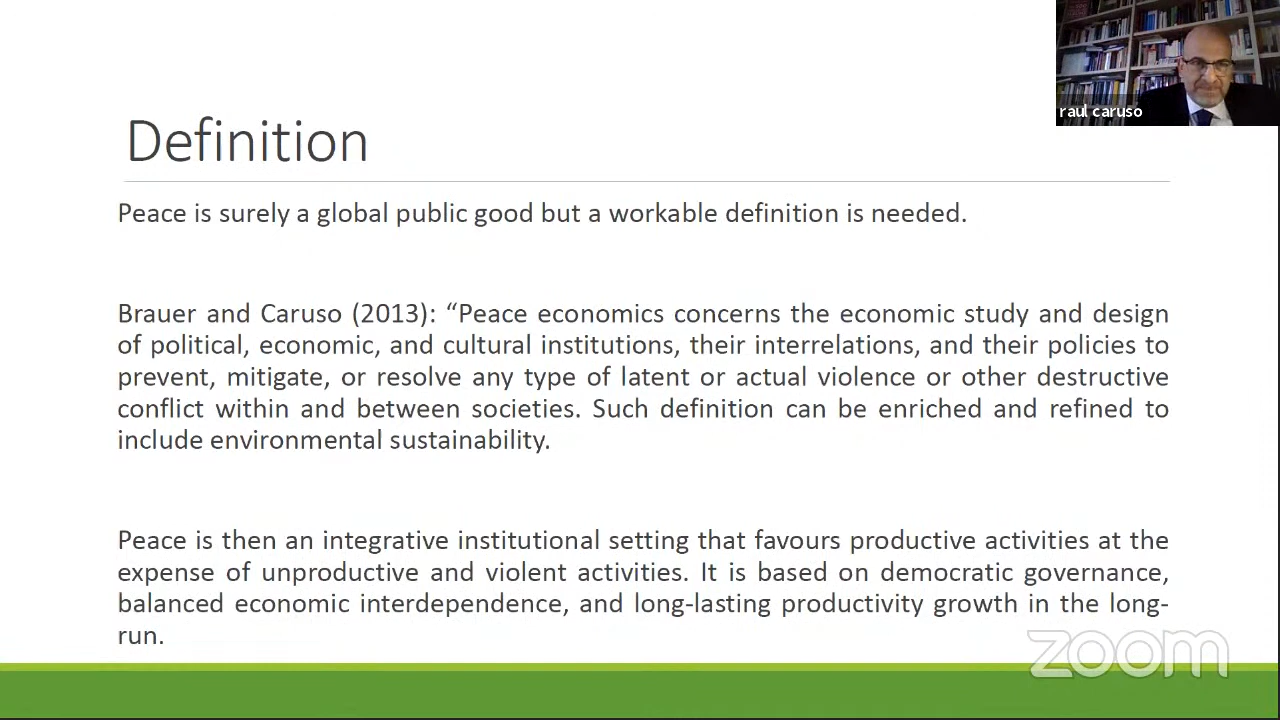 raul caruso
Definition
Peace is surely a global public good but a workable definition is needed.
Brauer and Caruso (2013): “Peace economics concerns the economic study and design
of political, economic, and cultural institutions, their interrelations, and their policies to
prevent, mitigate, or resolve any type of latent or actual violence or other destructive
conflict within and between societies. Such definition can be enriched and refined to
include environmental sustainability.
Peace is then an integrative institutional setting that favours productive activities at the
expense of unproductive and violent activities. It is based on democratic governance,
balanced economic interdependence, and long-lasting productivity growth in the long-
run.
zoom